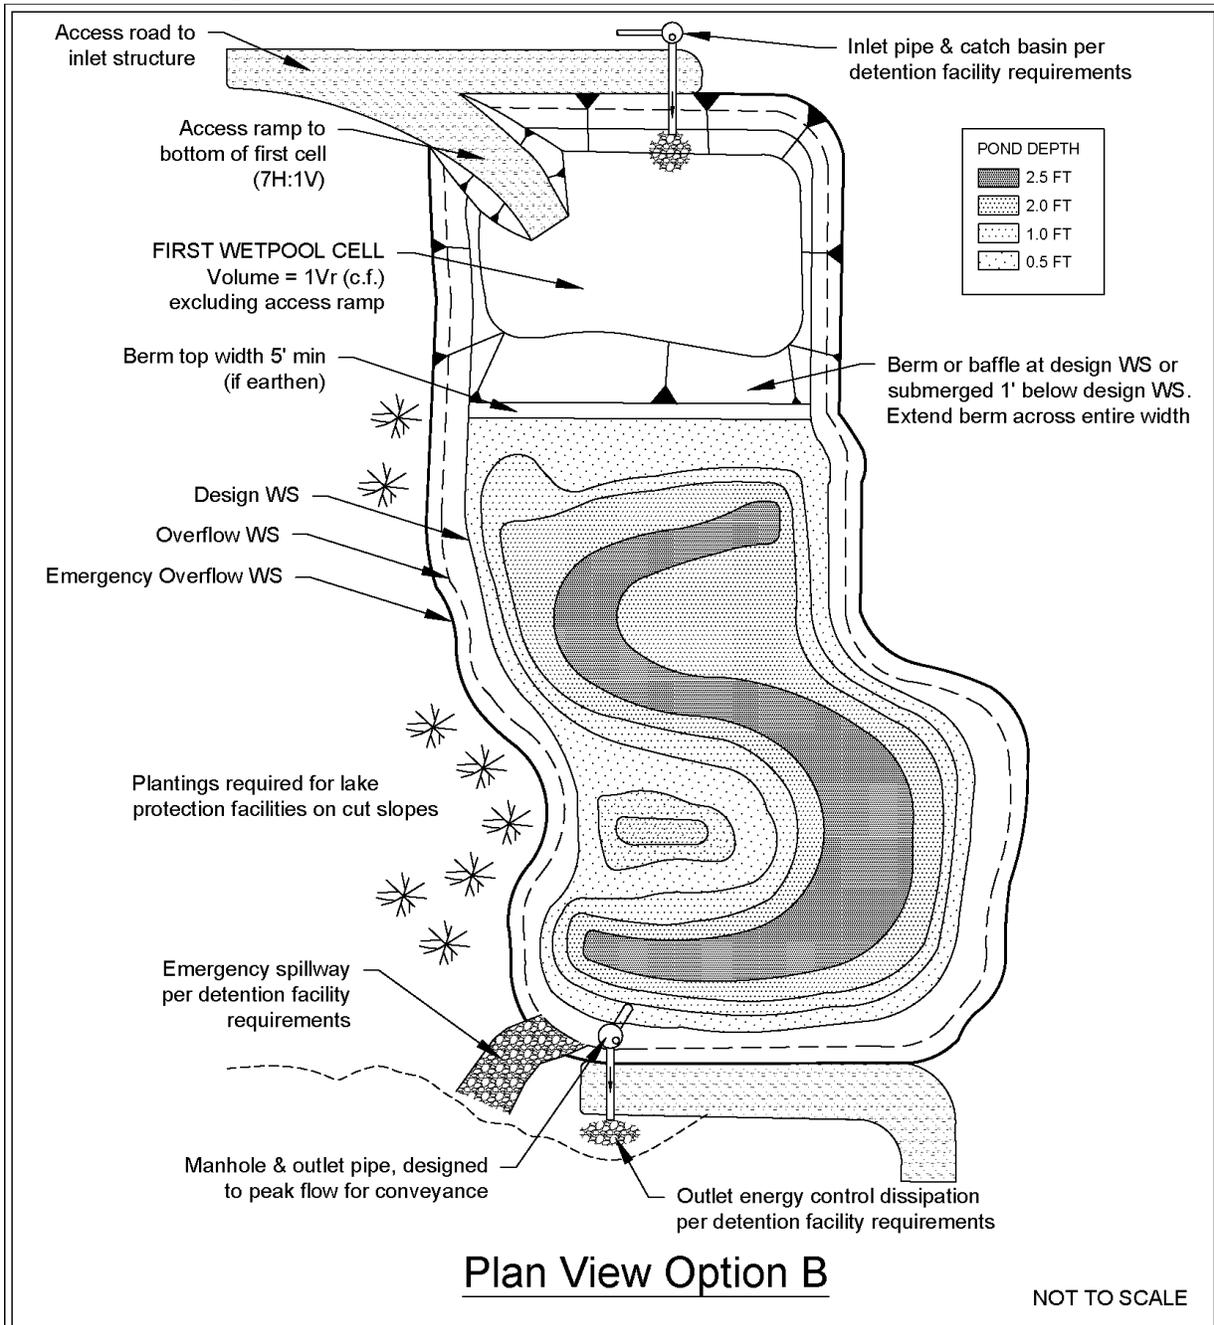 Access road to
inlet structure
Inlet pipe & catch basin per
detention facility requirements
Access ramp to
bottom of first cell
(7H:1V)
POND DEPTH
2.5 FT
2.0 FT
1.0 FT
0.5 FT
FIRST WETPOOL CELL
Volume = 1Vr (c.f.)
excluding access ramp
Berm top width 5' min
(if earthen)
Berm or baffle at design WS or
submerged 1' below design WS.
Extend berm across entire width
Design WS
Overflow WS
Emergency Overflow WS
Plantings required for lake
protection facilities on cut slopes
Emergency spillway
per detention facility
requirements
Manhole & outlet pipe, designed
to peak flow for conveyance
Outlet energy control dissipation
per detention facility requirements
Plan View Option B
NOT TO SCALE